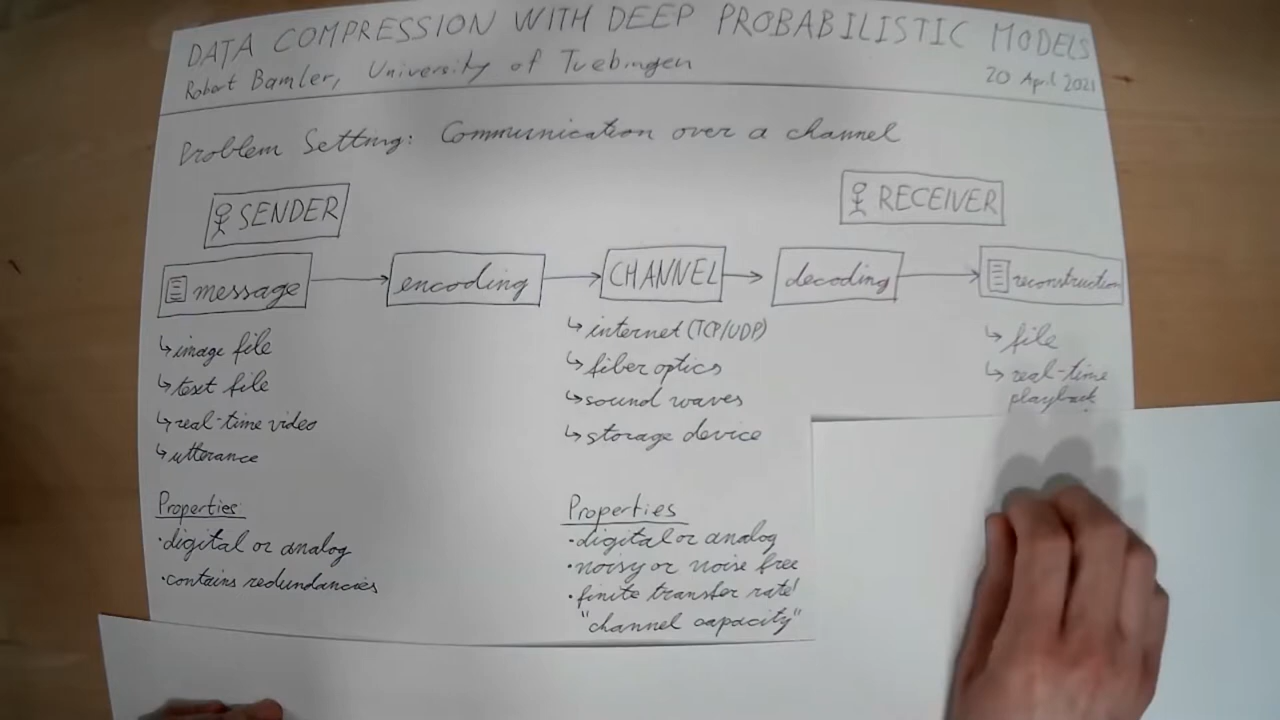 DATA COMPRESSION WITH DEEP PROBABILISTIC MODELS
Robert Bamler, University of Tuebingen
20 April 2021
Problem Setting: Communication over a channel
SENDER
RECEIVER
message
encoding
CHANNEL
decoding
reconstruction
↳ image file
↳ text file
↳ real-time video
↳ utterance
↳ internet (TCP/UDP)
↳ fiber optics
↳ sound waves
↳ storage device
↳ file
↳ real-time
playback
Properties
· digital or analog
· contains redundancies
Properties
· digital or analog
· noisy or noise free
· finite transfer rate
"channel capacity"